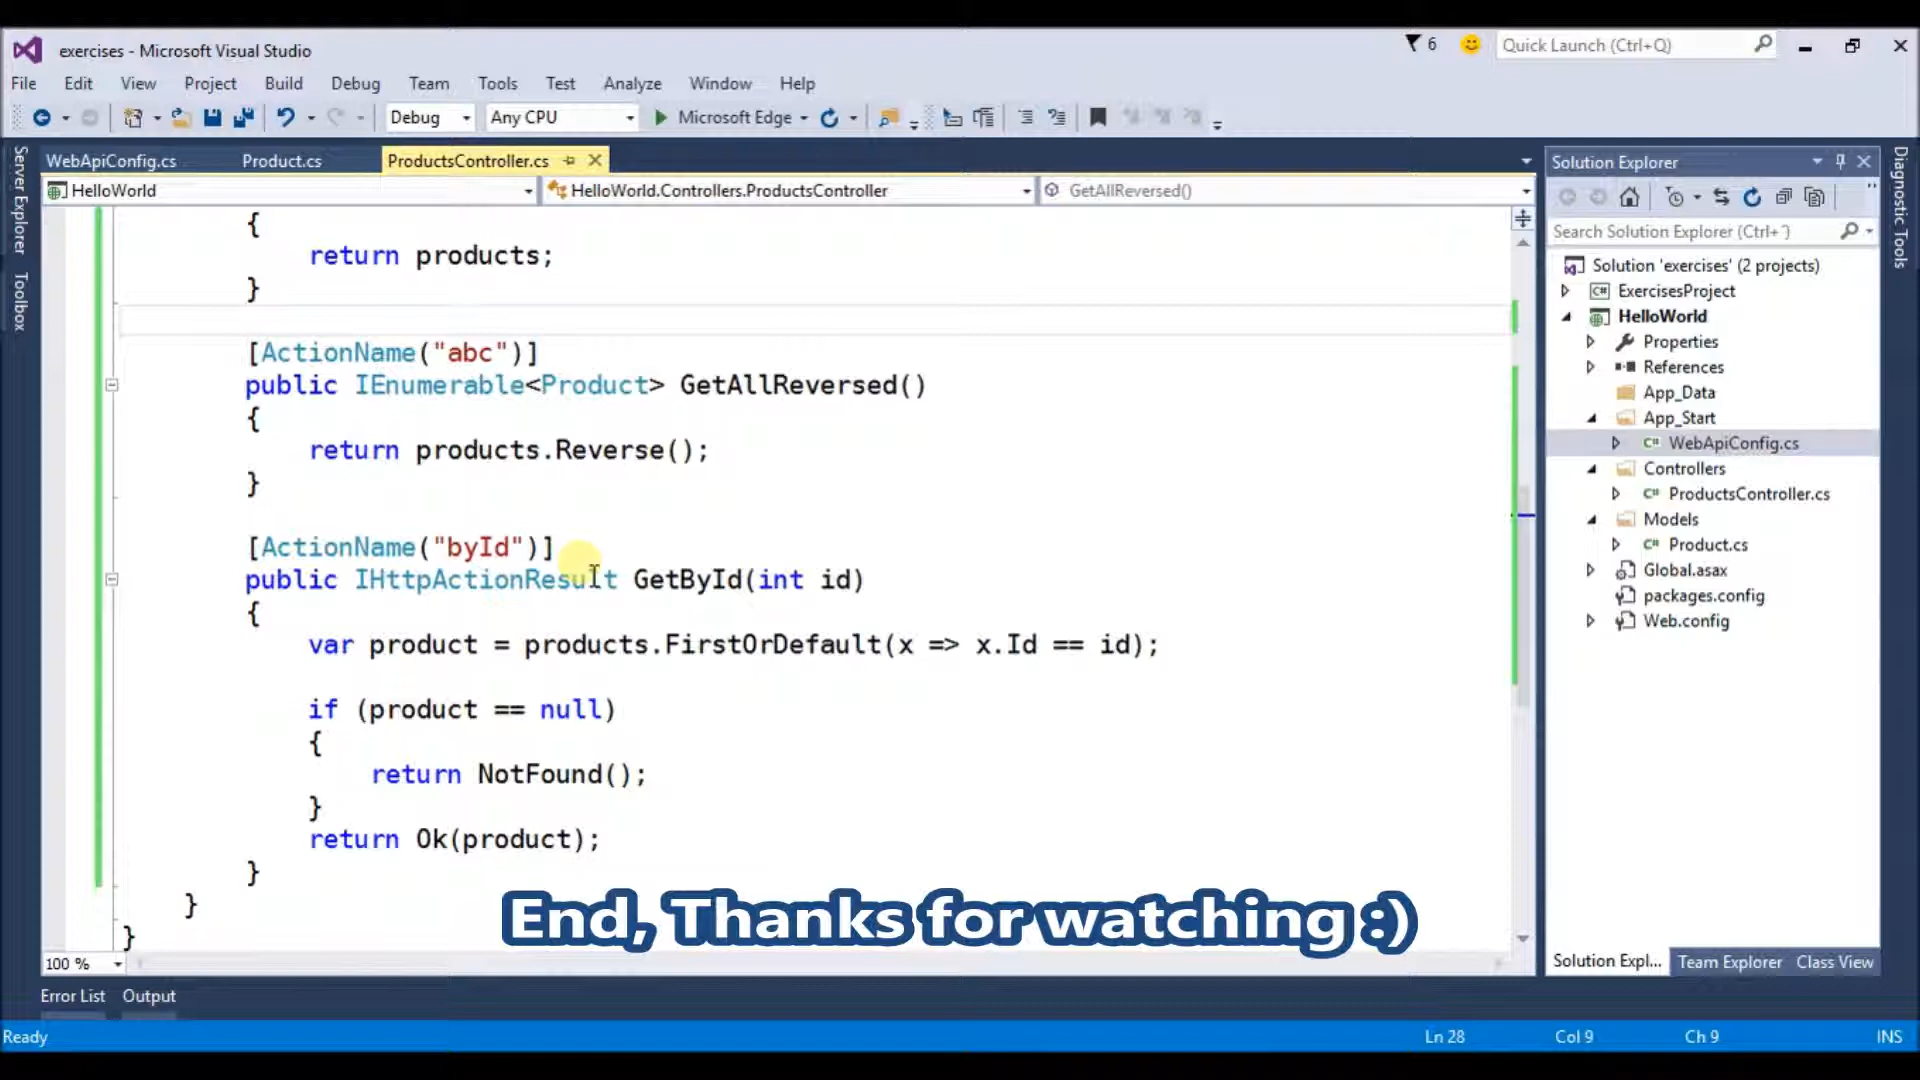 exercises - Microsoft Visual Studio
6
Quick Launch (Ctrl+Q)
File Edit View Project Build Debug Team Tools Test Analyze Window Help
Debug Any CPU Microsoft Edge
Server Explorer
Toolbox
WebApiConfig.cs Product.cs ProductsController.cs
HelloWorld HelloWorld.Controllers.ProductsController GetAllReversed()
{
return products;
}
[ActionName("abc")]
public IEnumerable<Product> GetAllReversed()
{
return products.Reverse();
}
[ActionName("byId")]
public IHttpActionResult GetById(int id)
{
var product = products.FirstOrDefault(x => x.Id == id);
if (product == null)
{
return NotFound();
}
return Ok(product);
}
}
}
End, Thanks for watching :)
100 %
Solution Explorer
Search Solution Explorer (Ctrl+¨)
Solution 'exercises' (2 projects)
C# ExercisesProject
HelloWorld
Properties
References
App_Data
App_Start
C# WebApiConfig.cs
Controllers
C# ProductsController.cs
Models
C# Product.cs
Global.asax
packages.config
Web.config
Solution Expl... Team Explorer Class View
Diagnostic Tools
Error List Output
Ready Ln 28 Col 9 Ch 9 INS